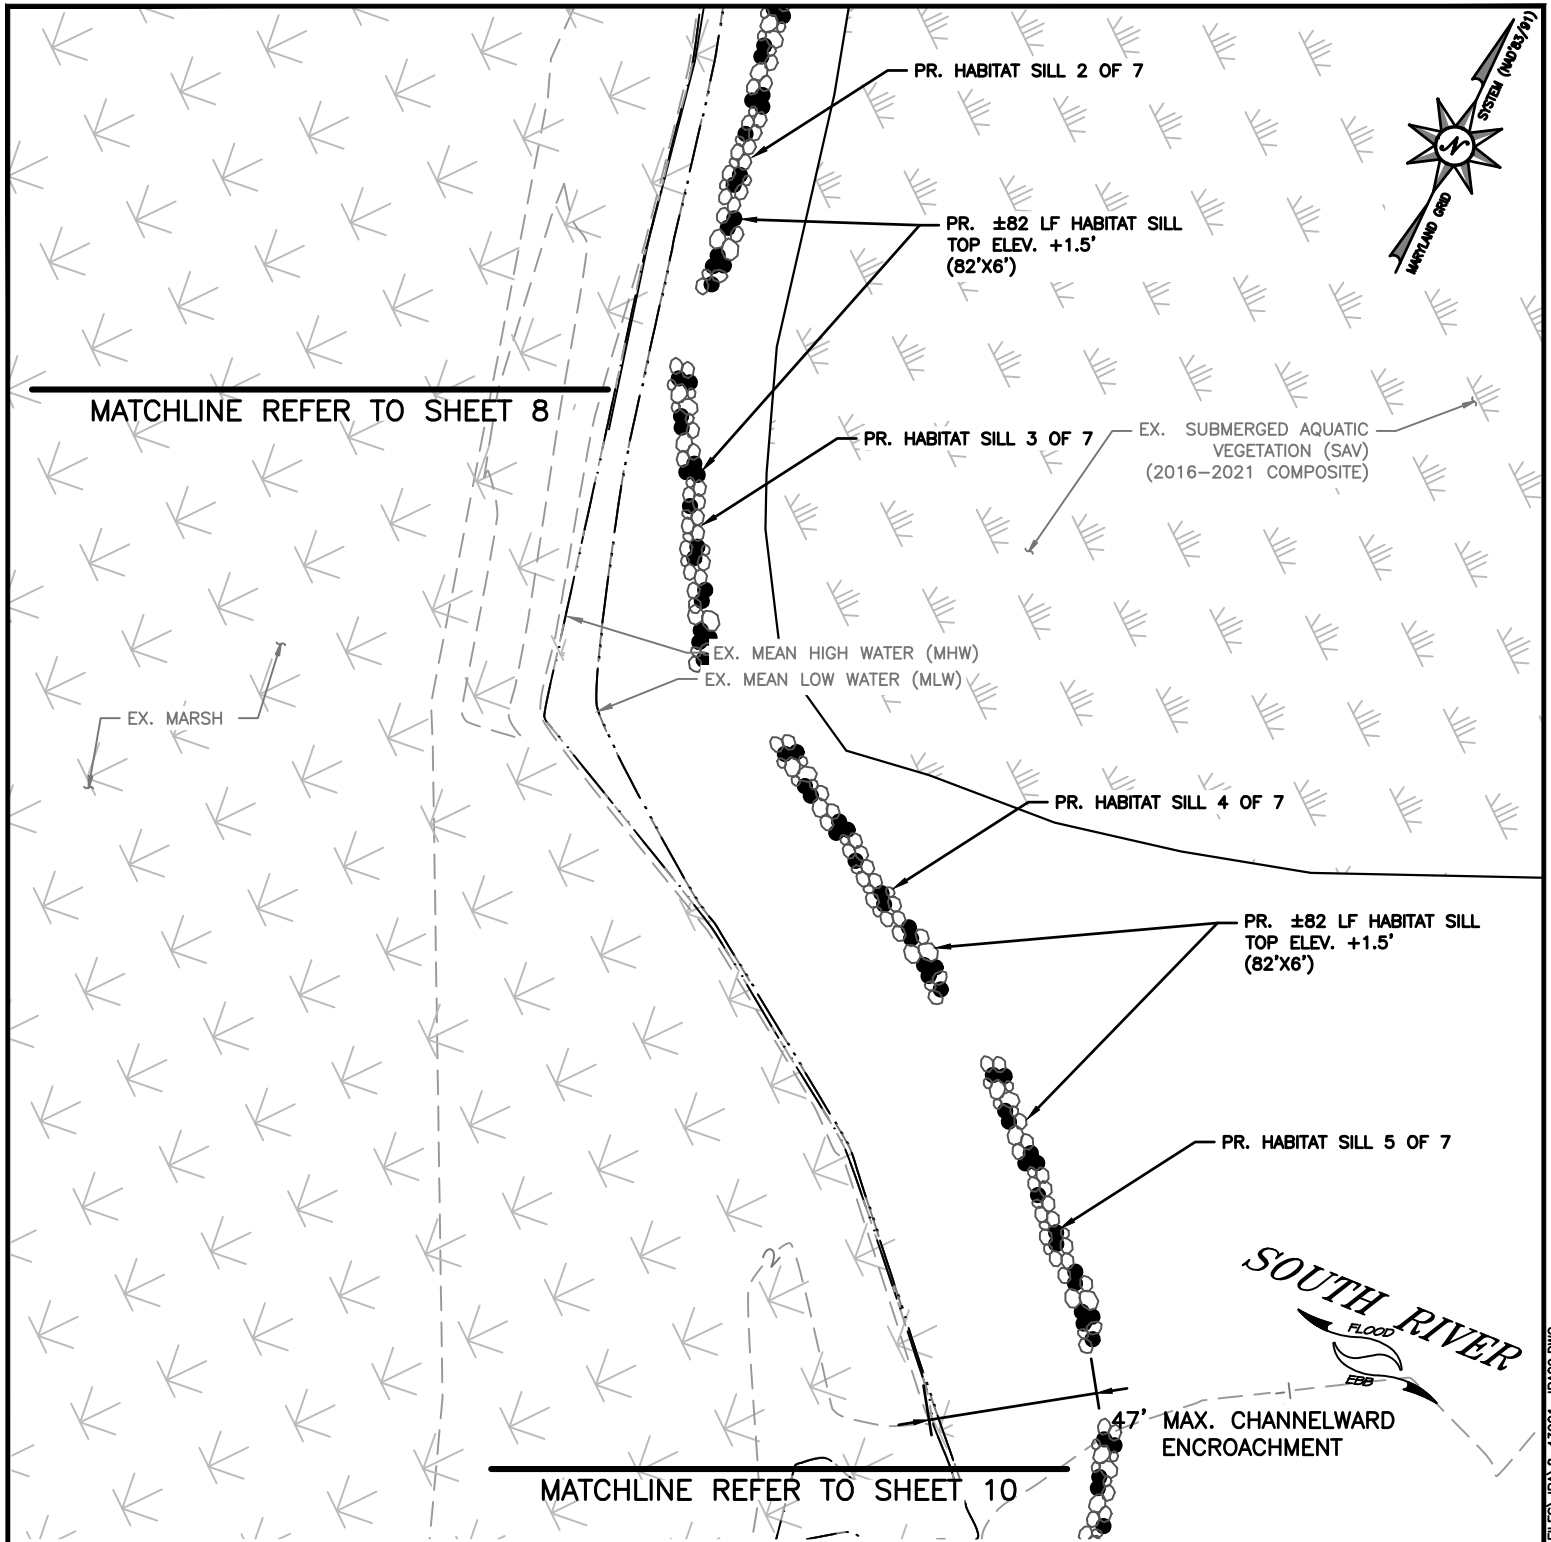 PR. HABITAT SILL 2 OF 7
SYSTEM (NAD'83/91)
N
MARYLAND GRID
PR. ±82 LF HABITAT SILL
TOP ELEV. +1.5'
(82'X6')
MATCHLINE REFER TO SHEET 8
PR. HABITAT SILL 3 OF 7
EX. SUBMERGED AQUATIC
VEGETATION (SAV)
(2016-2021 COMPOSITE)
EX. MEAN HIGH WATER (MHW)
EX. MEAN LOW WATER (MLW)
EX. MARSH
PR. HABITAT SILL 4 OF 7
PR. ±82 LF HABITAT SILL
TOP ELEV. +1.5'
(82'X6')
PR. HABITAT SILL 5 OF 7
2
SOUTH RIVER
FLOOD
EBB
47' MAX. CHANNELWARD
ENCROACHMENT
MATCHLINE REFER TO SHEET 10